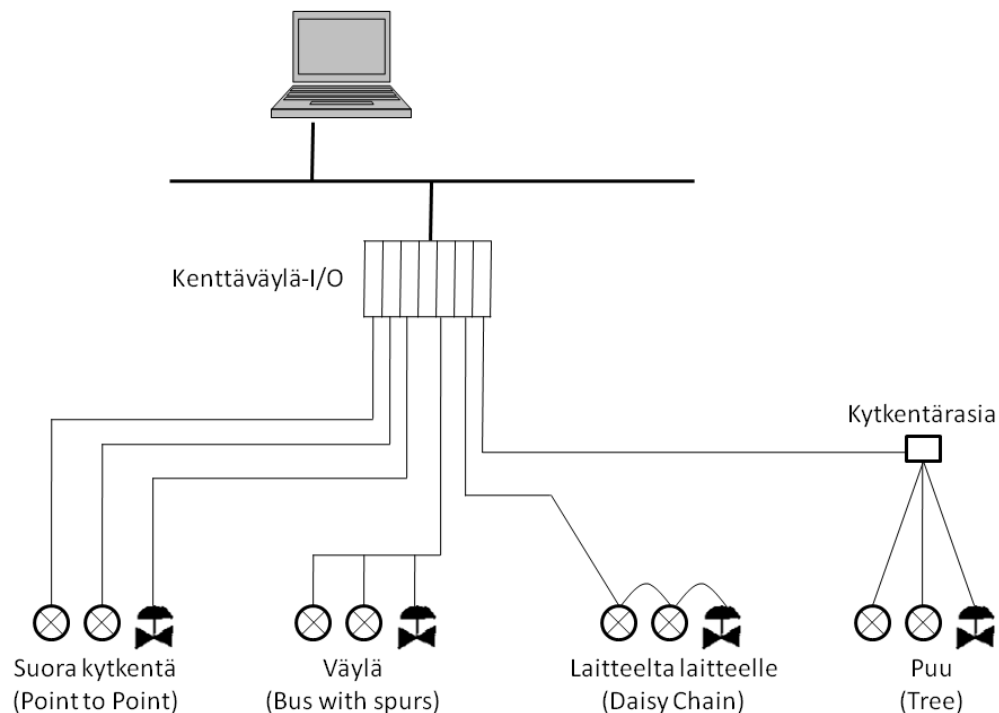 Kenttäväylä-I/O
Kytkentärasia
Suora kytkentä
(Point to Point)
Väylä
(Bus with spurs)
Laitteelta laitteelle
(Daisy Chain)
Puu
(Tree)